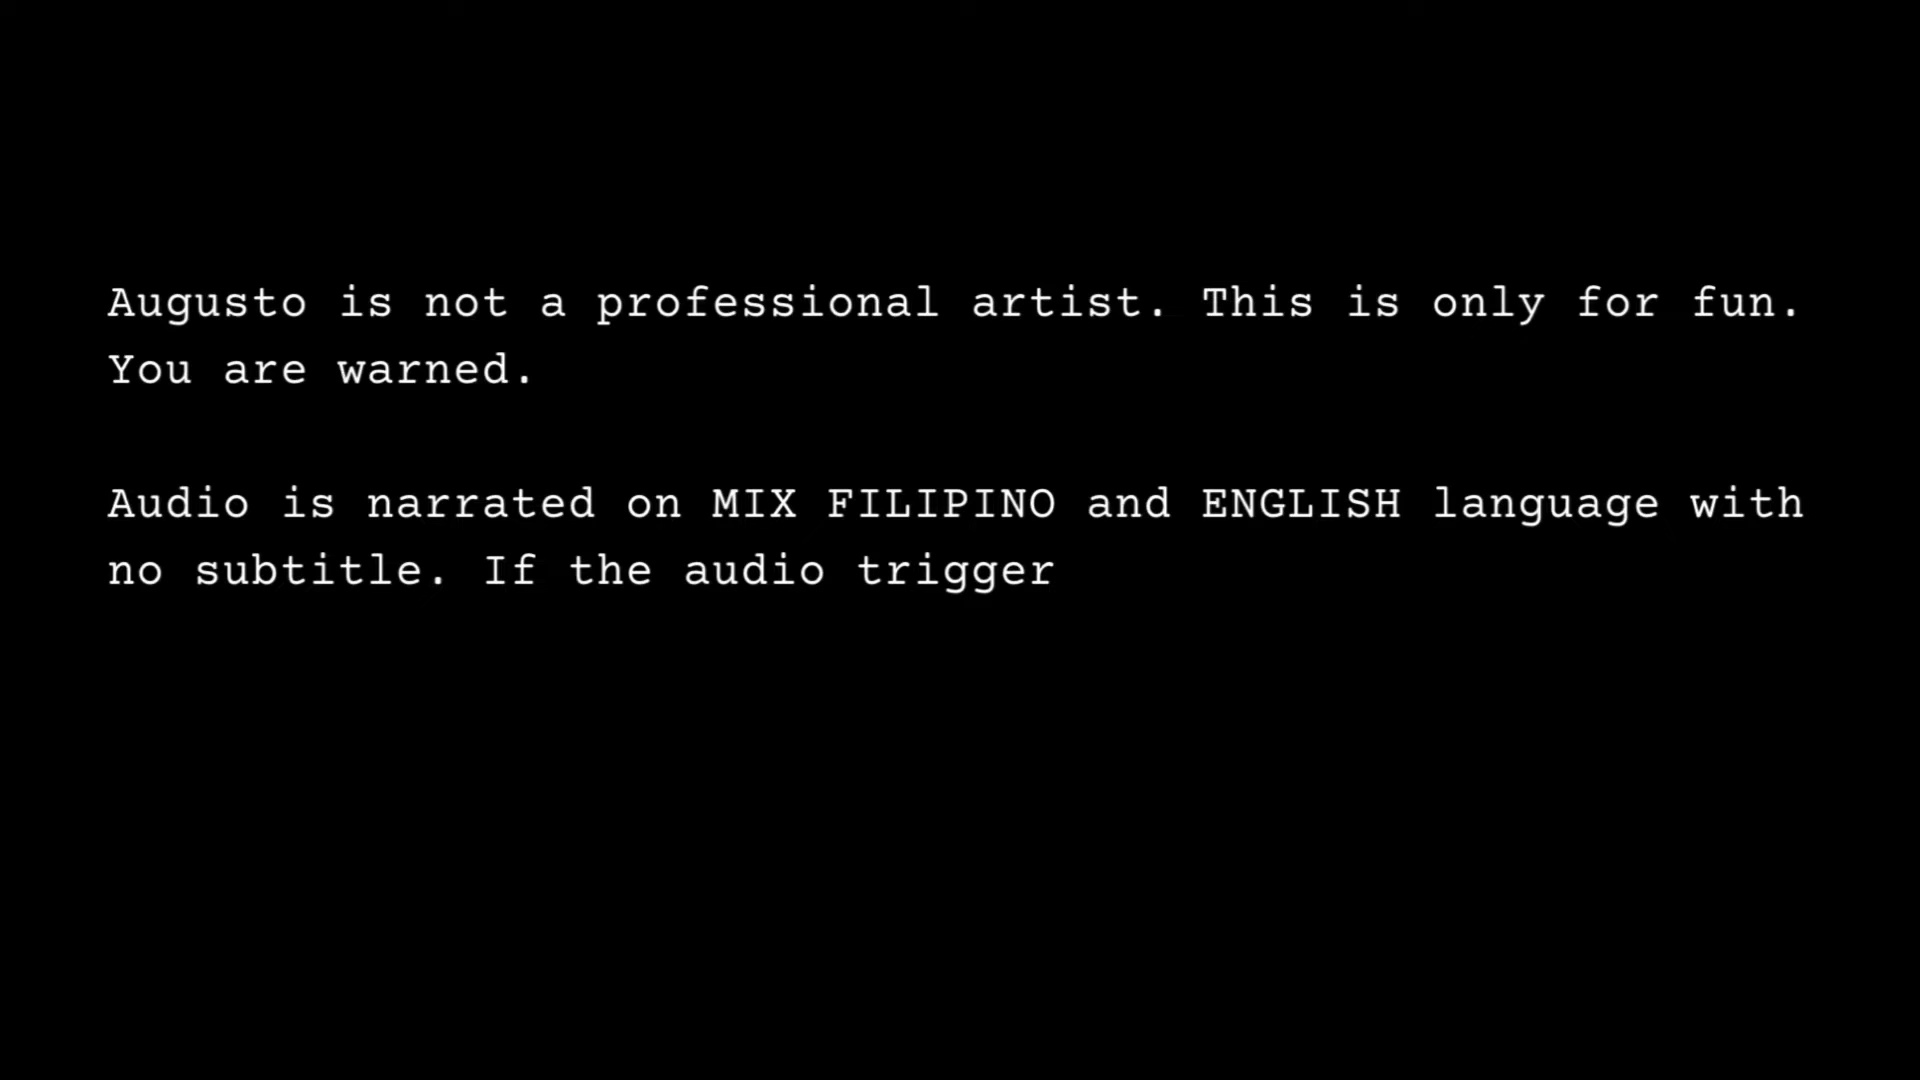 Augusto is not a professional artist. This is only for fun.
You are warned.
Audio is narrated on MIX FILIPINO and ENGLISH language with
no subtitle. If the audio trigger